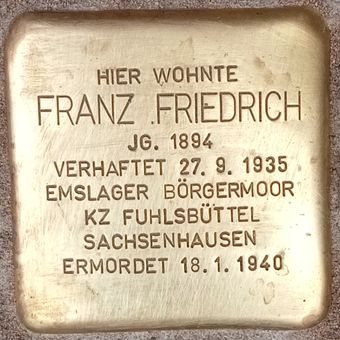 HIER WOHNTE
FRANZ FRIEDRICH
JG. 1894
VERHAFTET 27. 9. 1935
EMSLAGER BÖRGERMOOR
KZ FUHLSBÜTTEL
SACHSENHAUSEN
ERMORDET 18. 1. 1940